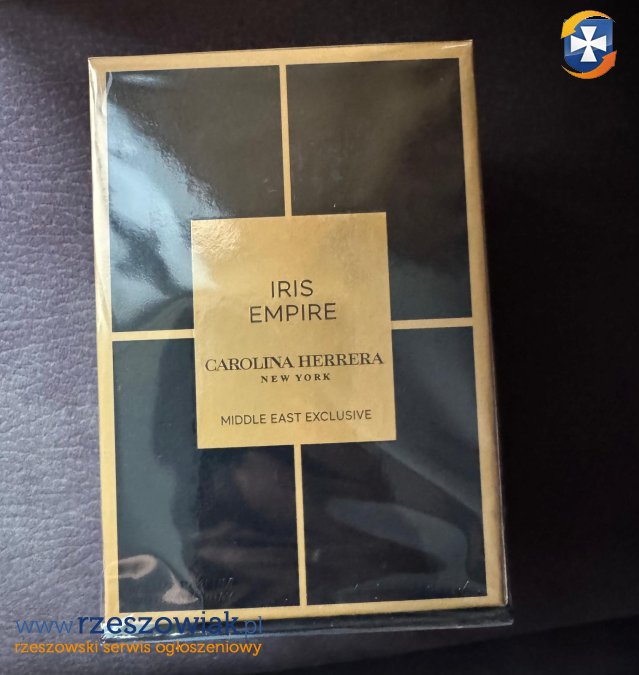 IRIS
EMPIRE
CAROLINA HERRERA
NEW YORK
MIDDLE EAST EXCLUSIVE
www.rzeszowiak.pl
rzeszowski serwis ogłoszeniowy